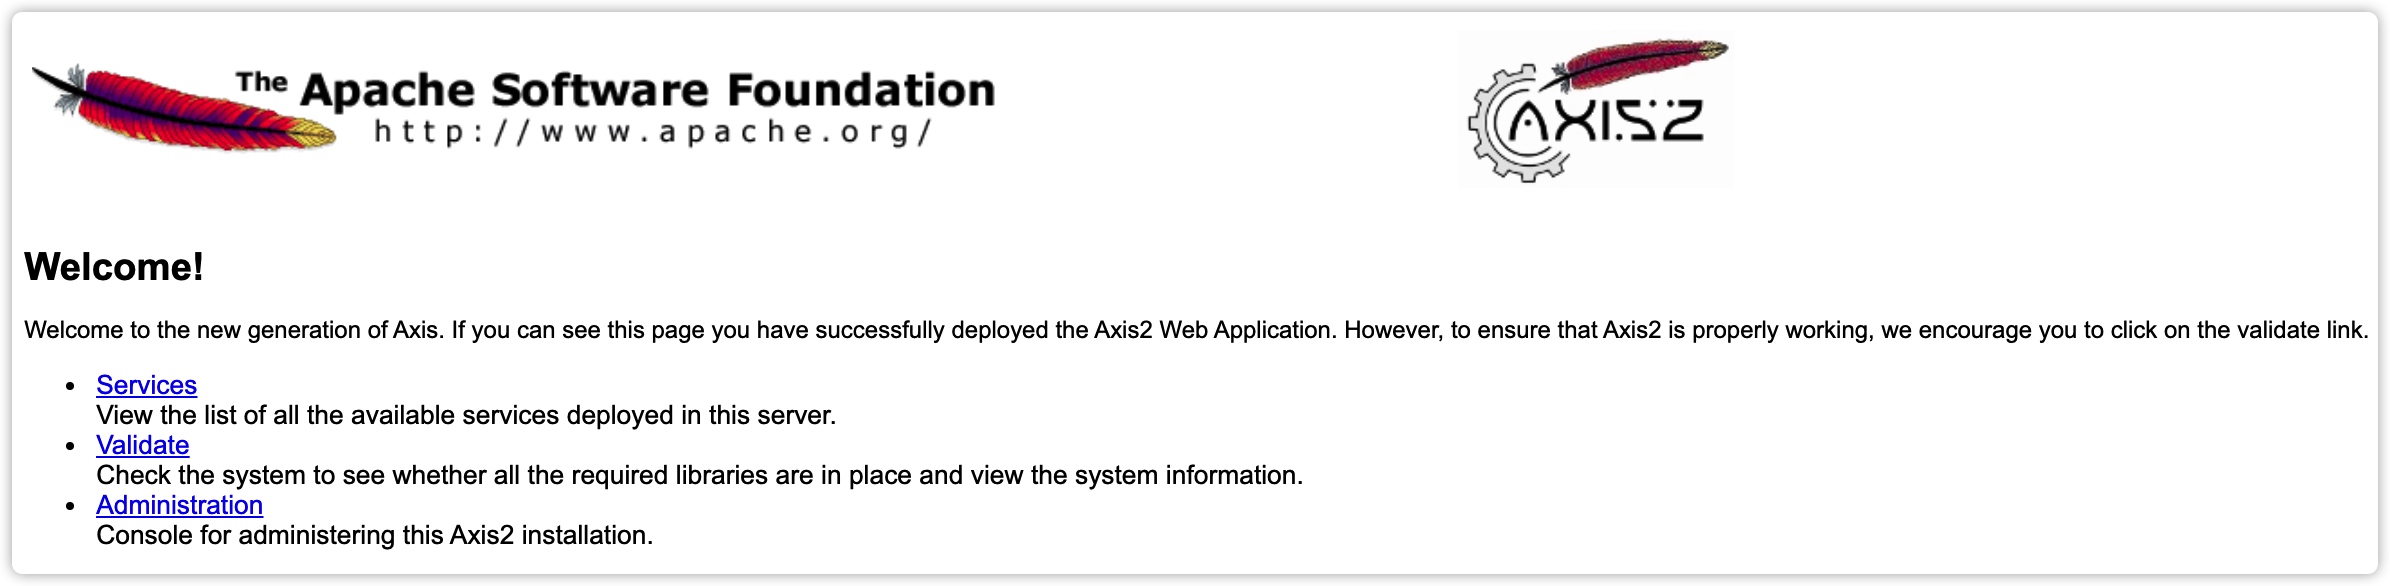 The Apache Software Foundation
http://www.apache.org/
AXIS2
Welcome!
Welcome to the new generation of Axis. If you can see this page you have successfully deployed the Axis2 Web Application. However, to ensure that Axis2 is properly working, we encourage you to click on the validate link.
Services
View the list of all the available services deployed in this server.
Validate
Check the system to see whether all the required libraries are in place and view the system information.
Administration
Console for administering this Axis2 installation.